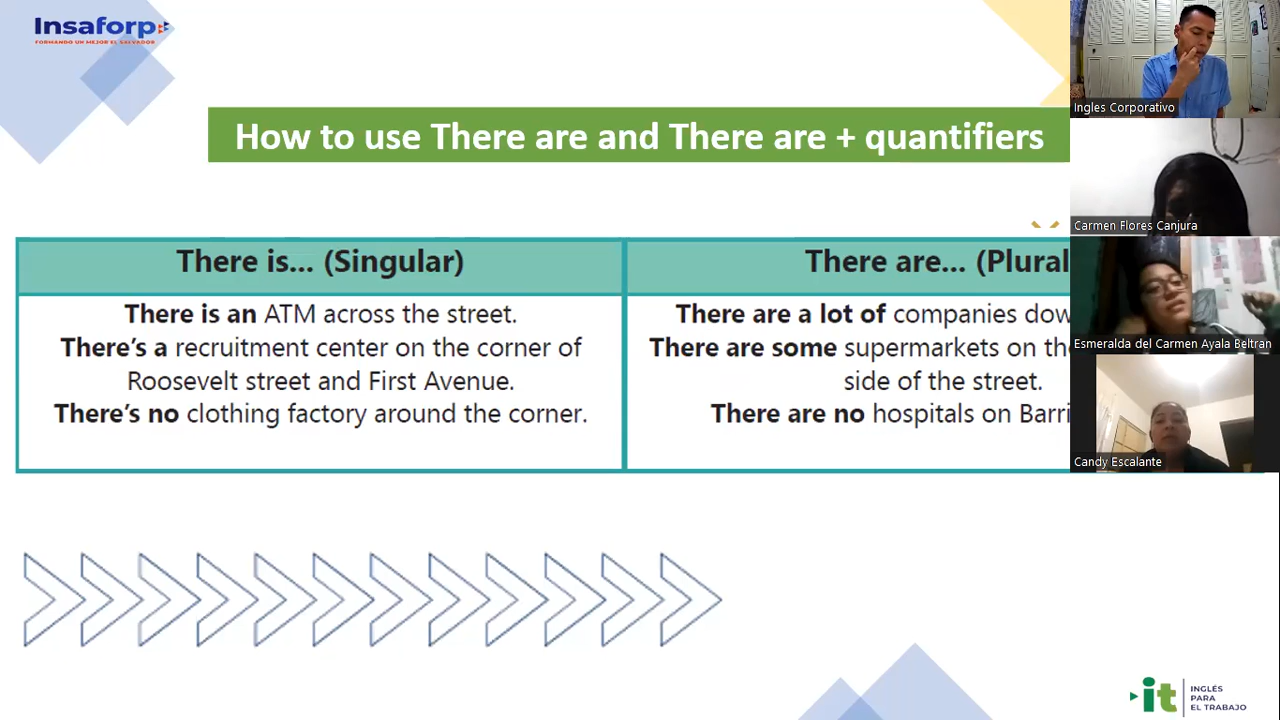 Insaforp
FORMANDO UN MEJOR EL SALVADOR
How to use There are and There are + quantifiers
There is... (Singular)
There is an ATM across the street.
There's a recruitment center on the corner of
Roosevelt street and First Avenue.
There's no clothing factory around the corner.
There are... (Plural
There are a lot of companies
There are some supermarkets on
side of the street.
There are no hospitals on
Ingles Corporativo
Carmen Flores Canjura
Esmeralda del Carmen Ayala Beltran
Candy Escalante
it
INGLÉS
PARA
EL TRABAJO